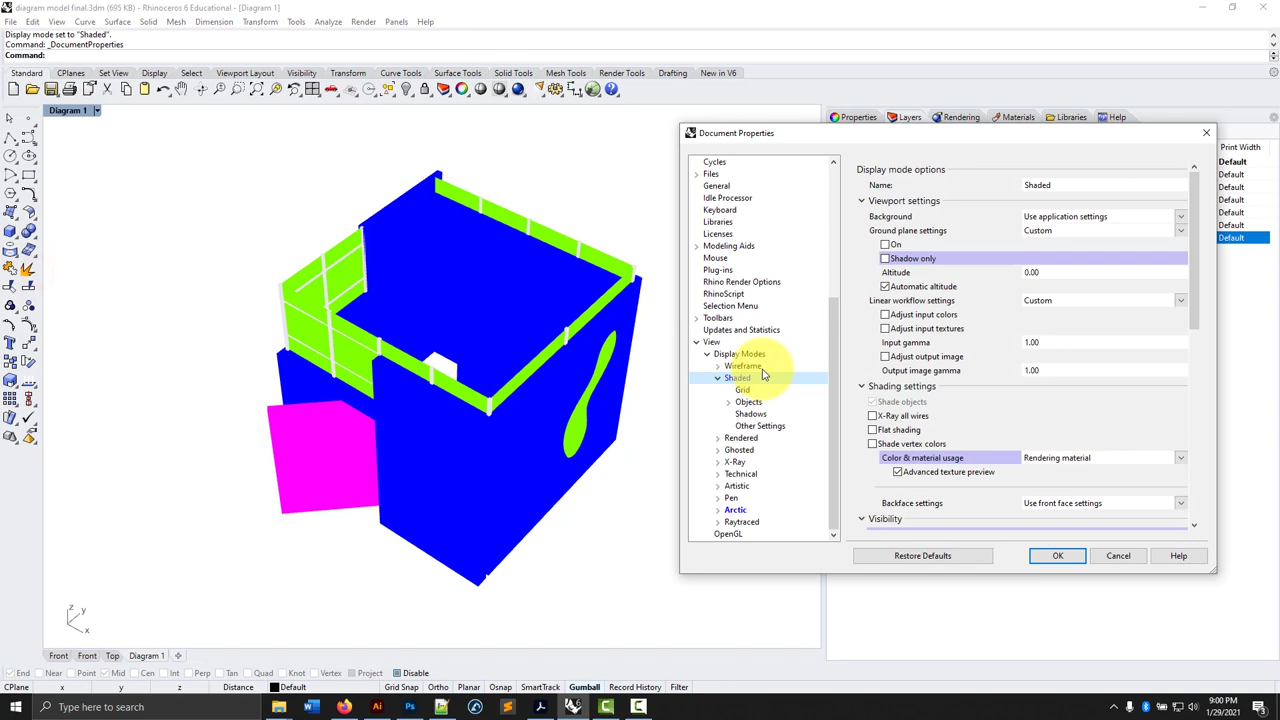 diagram model final.3dm (695 KB) - Rhinoceros 6 Educational - [Diagram 1]
File Edit View Curve Surface Solid Mesh Dimension Transform Tools Analyze Render Panels Help
Display mode set to "Shaded".
Command: _DocumentProperties
Command:
Standard CPlanes Set View Display Select Viewport Layout Visibility Transform Curve Tools Surface Tools Solid Tools Mesh Tools Render Tools Drafting New in V6
Diagram 1
Properties Layers Rendering Materials Libraries Help
Document Properties
Print Width
Default
Default
Default
Default
Default
Default
Default
Cycles
Files
General
Idle Processor
Keyboard
Libraries
Licenses
Modeling Aids
Mouse
Plug-ins
Rhino Render Options
RhinoScript
Selection Menu
Toolbars
Updates and Statistics
View
Display Modes
Wireframe
Shaded
Grid
Objects
Shadows
Other Settings
Rendered
Ghosted
X-Ray
Technical
Artistic
Pen
Arctic
Raytraced
OpenGL
Display mode options
Name: Shaded
Viewport settings
Background Use application settings
Ground plane settings Custom
On
Shadow only
Altitude 0.00
Automatic altitude
Linear workflow settings Custom
Adjust input colors
Adjust input textures
Input gamma 1.00
Adjust output image
Output image gamma 1.00
Shading settings
Shade objects
X-Ray all wires
Flat shading
Shade vertex colors
Color & material usage Rendering material
Advanced texture preview
Backface settings Use front face settings
Visibility
Restore Defaults OK Cancel Help
z y x
Front Front Top Diagram 1
End Near Point Mid Cen Int Perp Tan Quad Knot Vertex Project Disable
CPlane x y z Distance Default Grid Snap Ortho Planar Osnap SmartTrack Gumball Record History Filter
Type here to search
9:00 PM
1/29/2021